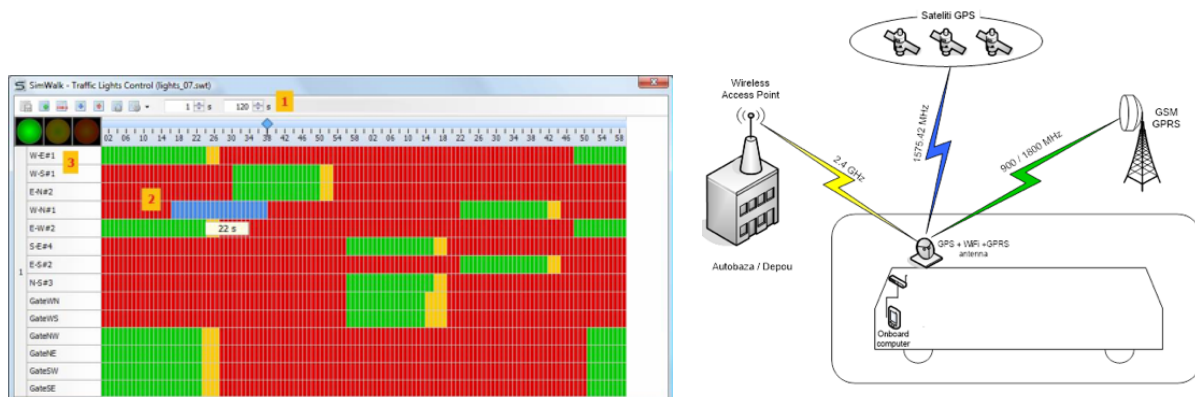 SimWalk - Traffic Lights Control (lights_07.swt)
1 s 120 s 1
02 06 10 14 18 22 26 30 34 38 42 46 50 54 58 02 06 10 14 18 22 26 30 34 38 42 46 50 54 58
3
W-E#1
W-S#1
E-N#2
2
W-N#1
E-W#2
22 s
S-E#4
E-S#2
1
N-S#3
GateWN
GateWS
GateNW
GateNE
GateSW
GateSE
Sateliti GPS
Wireless
Access Point
GSM
GPRS
2.4 GHz
1575.42 MHz
900 / 1800 MHz
Autobaza / Depou
GPS + WiFi +GPRS
antenna
Onboard
computer